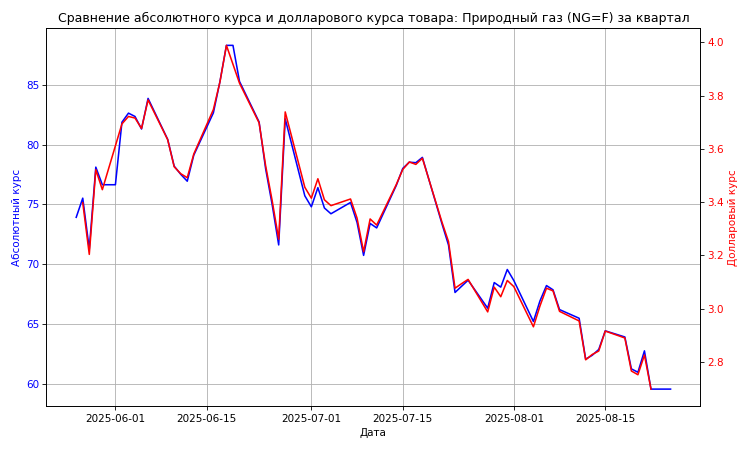 Сравнение абсолютного курса и долларового курса товара: Природный газ (NG=F) за квартал
4.0
85
3.8
80
3.6
75
3.4
70
3.2
65
3.0
60
2.8
Абсолютный курс
Долларовый курс
2025-06-01 2025-06-15 2025-07-01 2025-07-15 2025-08-01 2025-08-15
Дата